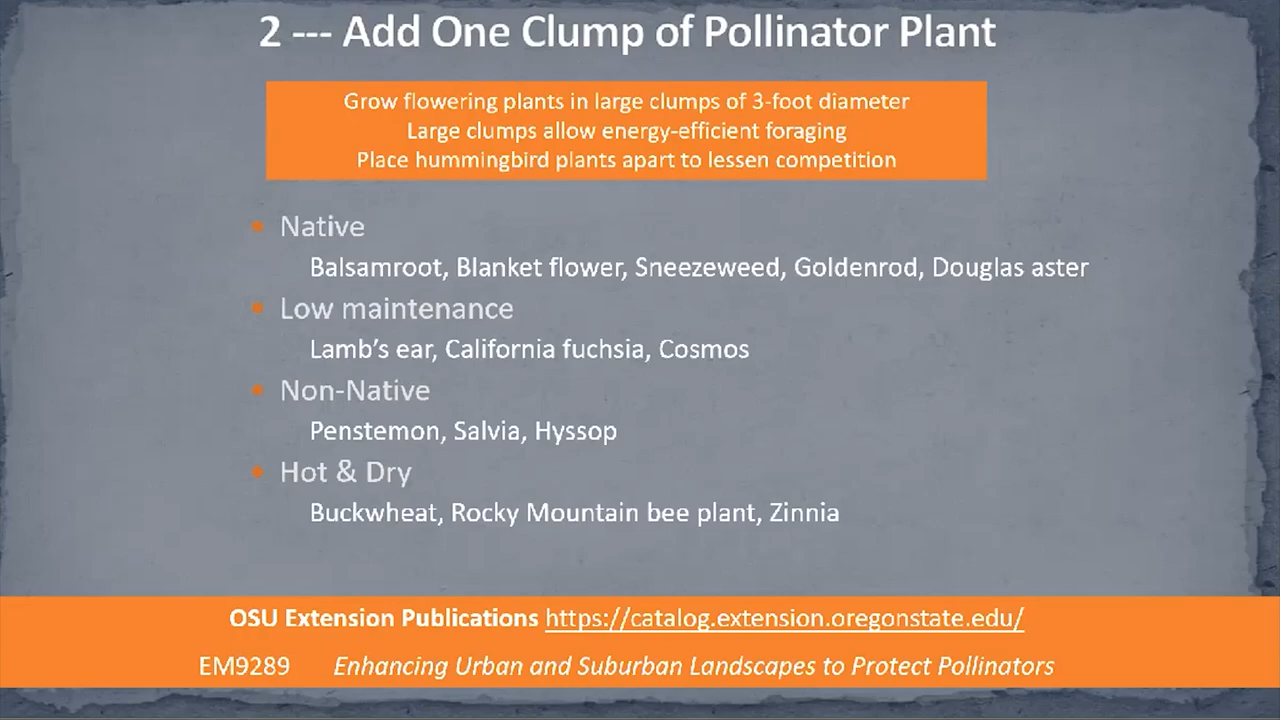 2 --- Add One Clump of Pollinator Plant
Grow flowering plants in large clumps of 3-foot diameter
Large clumps allow energy-efficient foraging
Place hummingbird plants apart to lessen competition
Native
Balsamroot, Blanket flower, Sneezeweed, Goldenrod, Douglas aster
Low maintenance
Lamb’s ear, California fuchsia, Cosmos
Non-Native
Penstemon, Salvia, Hyssop
Hot & Dry
Buckwheat, Rocky Mountain bee plant, Zinnia
OSU Extension Publications https://catalog.extension.oregonstate.edu/
EM9289 Enhancing Urban and Suburban Landscapes to Protect Pollinators